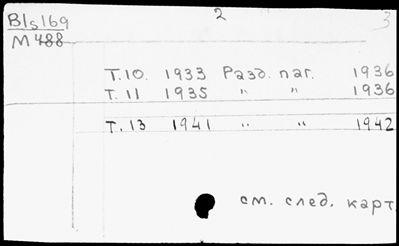 Bls169 2 3
M488
Т.10. 1933 Разд. паг. 1936
Т.11 1935 " " 1936
Т.13 1941 " " 1942
см. след. карт.